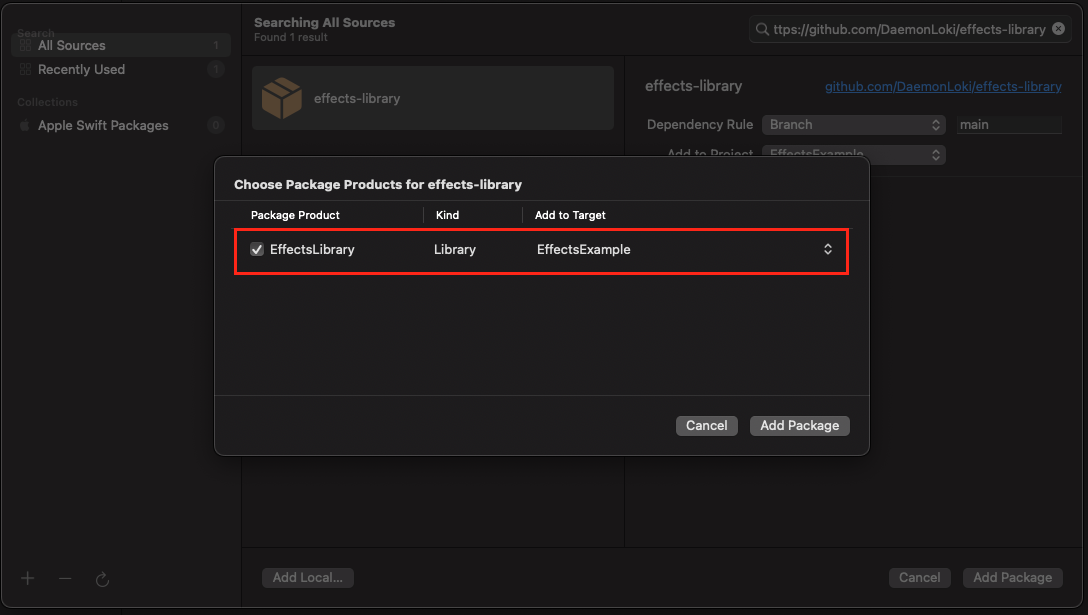 Search
All Sources 1
Recently Used 1
Collections
Apple Swift Packages 0
Searching All Sources
Found 1 result
ttps://github.com/DaemonLoki/effects-library
effects-library
effects-library
github.com/DaemonLoki/effects-library
Dependency Rule Branch main
Add to Project EffectsExample
Choose Package Products for effects-library
Package Product Kind Add to Target
EffectsLibrary Library EffectsExample
Cancel Add Package
Add Local... Cancel Add Package